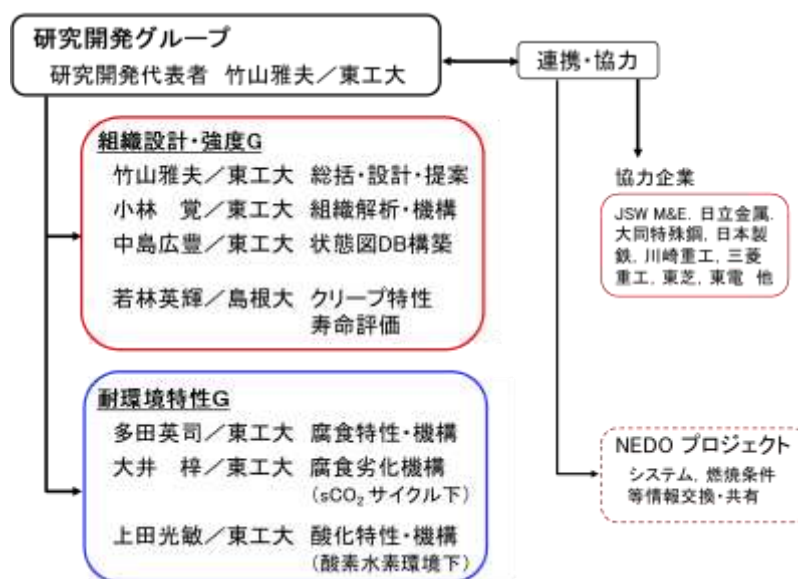 研究開発グループ
研究開発代表者 竹山雅夫／東工大
連携・協力
組織設計・強度G
竹山雅夫／東工大 総括・設計・提案
小林 覚／東工大 組織解析・機構
中島広豊／東工大 状態図DB構築
若林英輝／島根大 クリープ特性
寿命評価
協力企業
JSW M&E, 日立金属,
大同特殊鋼, 日本製
鉄, 川崎重工, 三菱
重工, 東芝, 東電 他
耐環境特性G
多田英司／東工大 腐食特性・機構
大井 梓／東工大 腐食劣化機構
(sCO₂サイクル下)
上田光敏／東工大 酸化特性・機構
(酸素水素環境下)
NEDO プロジェクト
システム, 燃焼条件
等情報交換・共有